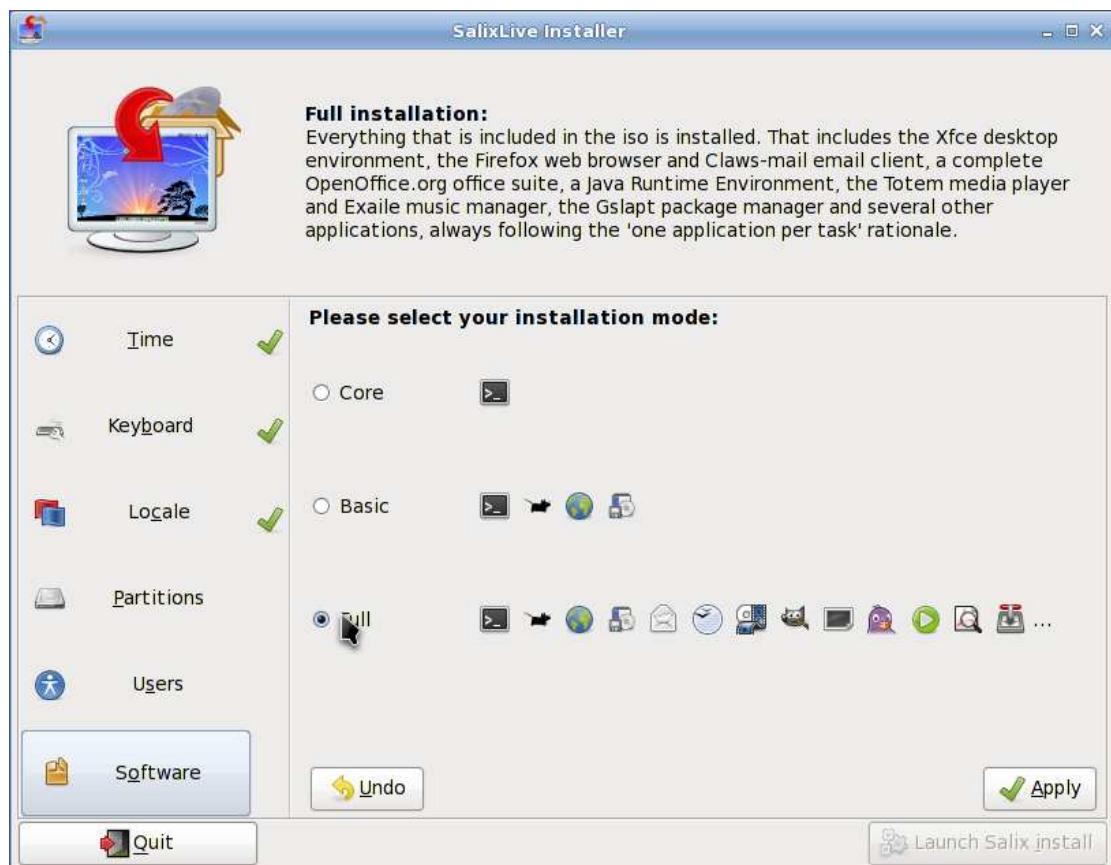 SalixLive Installer
Full installation:
Everything that is included in the iso is installed. That includes the Xfce desktop
environment, the Firefox web browser and Claws-mail email client, a complete
OpenOffice.org office suite, a Java Runtime Environment, the Totem media player
and Exaile music manager, the Gslapt package manager and several other
applications, always following the 'one application per task' rationale.
Time
Keyboard
Locale
Partitions
Users
Software
Please select your installation mode:
Core
Basic
Full
...
Undo
Apply
Quit
Launch Salix install